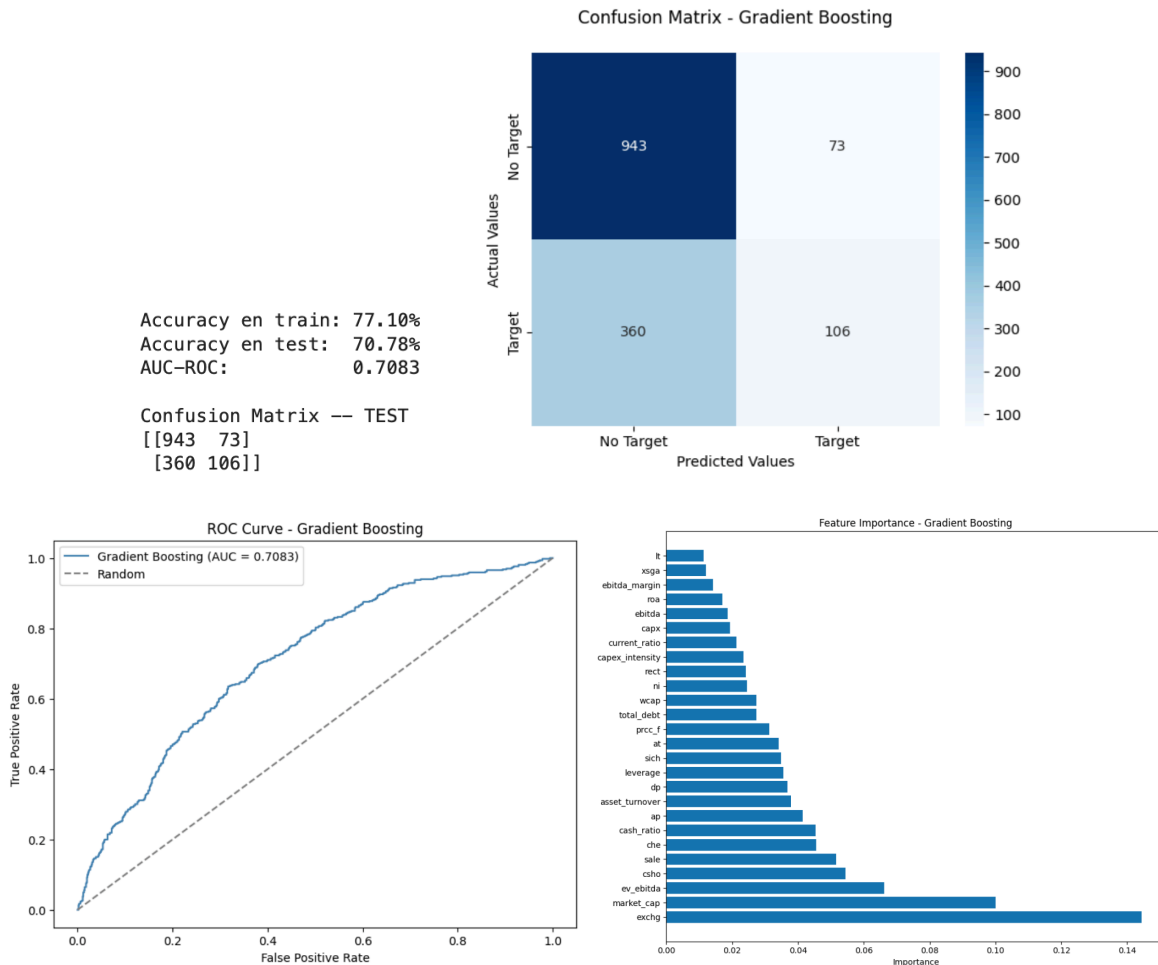 Confusion Matrix - Gradient Boosting
No Target
943
73
Target
360
106
Actual Values
No Target
Target
Predicted Values
900
800
700
600
500
400
300
200
100
Accuracy en train: 77.10%
Accuracy en test: 70.78%
AUC-ROC: 0.7083
Confusion Matrix -- TEST
[[943 73]
[360 106]]
ROC Curve - Gradient Boosting
Gradient Boosting (AUC = 0.7083)
Random
1.0
0.8
0.6
0.4
0.2
0.0
True Positive Rate
0.0 0.2 0.4 0.6 0.8 1.0
False Positive Rate
Feature Importance - Gradient Boosting
lt
xsga
ebitda_margin
roa
ebitda
capx
current_ratio
capex_intensity
rect
ni
wcap
total_debt
prcc_f
at
sich
leverage
dp
asset_turnover
ap
cash_ratio
che
sale
csho
ev_ebitda
market_cap
exchg
0.00 0.02 0.04 0.06 0.08 0.10 0.12 0.14
Importance